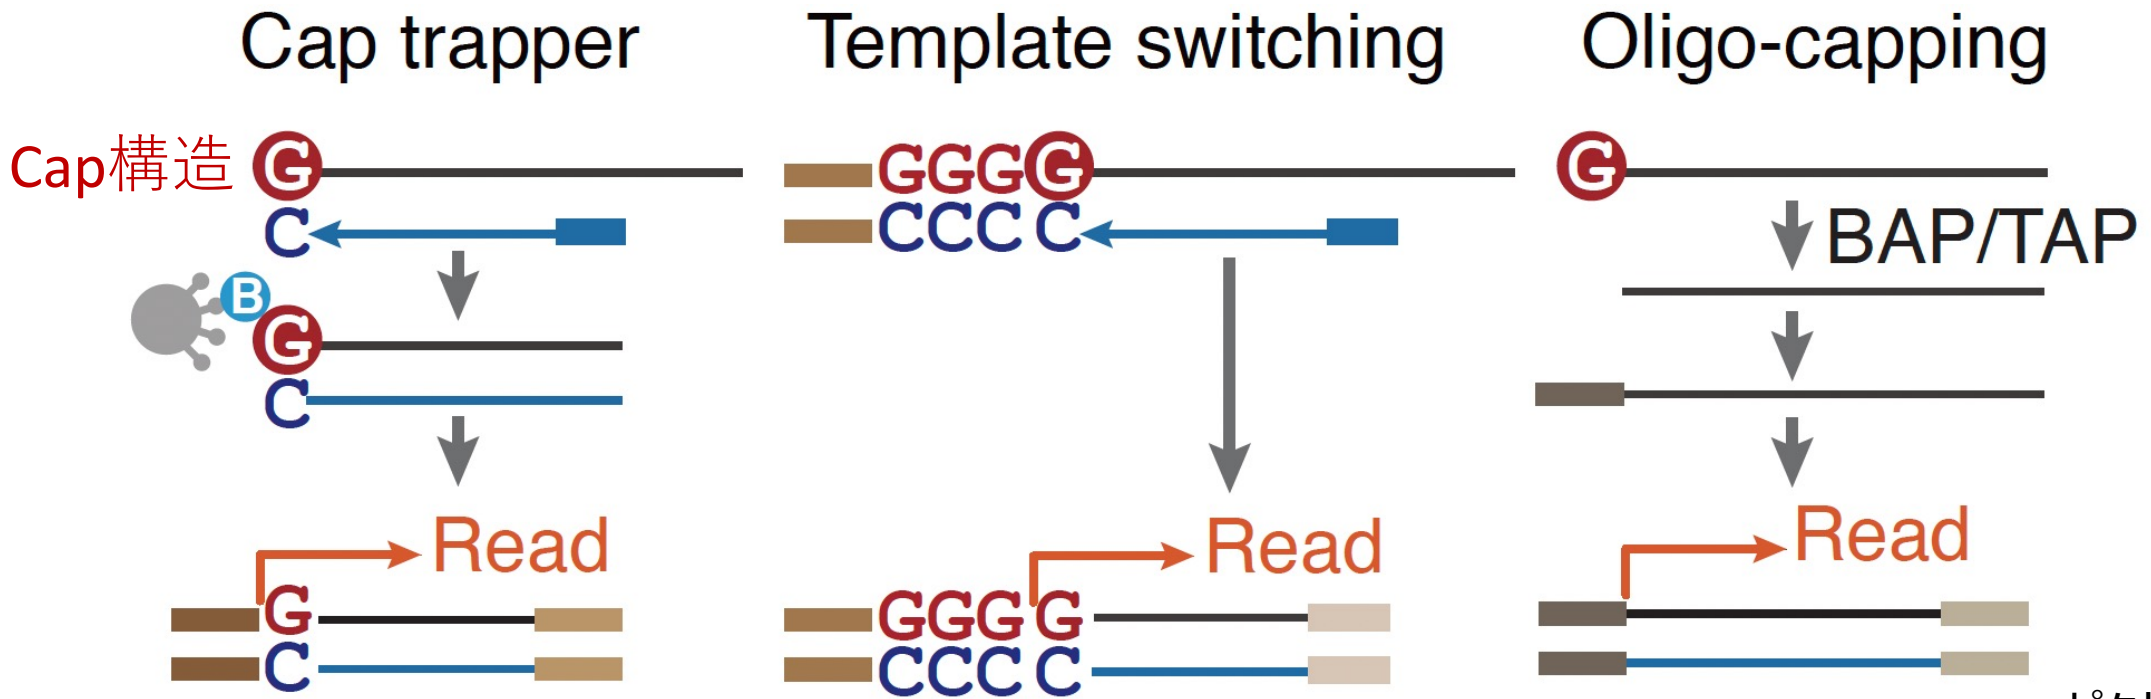 Cap trapper
Template switching
Oligo-capping
Cap構造
G
GGGG
G
C
CCCC
BAP/TAP
B
G
C
Read
Read
Read
G
GGGG
C
CCCC